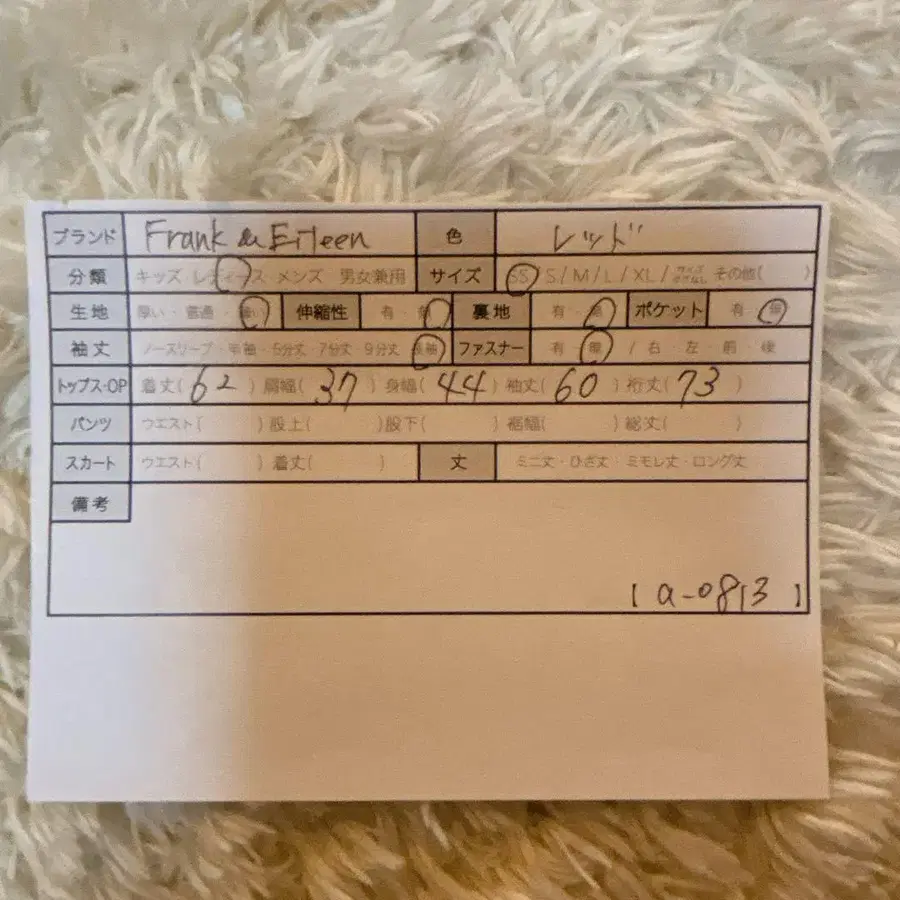 ブランド Frank & Eileen 色 レッド
分類 キッズ・レディース・メンズ 男女兼用 サイズ SS/S/M/L/XL/サイズタグなし その他( )
生地 厚い・普通・薄い 伸縮性 有・無 裏地 有・無 ポケット 有・無
袖丈 ノースリーブ・半袖・5分丈・7分丈・9分丈・長袖 ファスナー 有・無 / 右・左・前・後
トップス・OP 着丈(62) 肩幅(37) 身幅(44) 袖丈(60) 裄丈(73)
パンツ ウエスト( ) 股上( ) 股下( ) 裾幅( ) 総丈( )
スカート ウエスト( ) 着丈( ) 丈 ミニ丈・ひざ丈・ミモレ丈・ロング丈
備考
【a-0813】